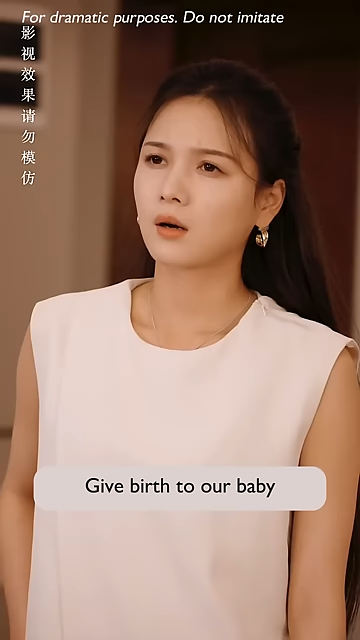 For dramatic purposes. Do not imitate
影视效果请勿模仿
Give birth to our baby